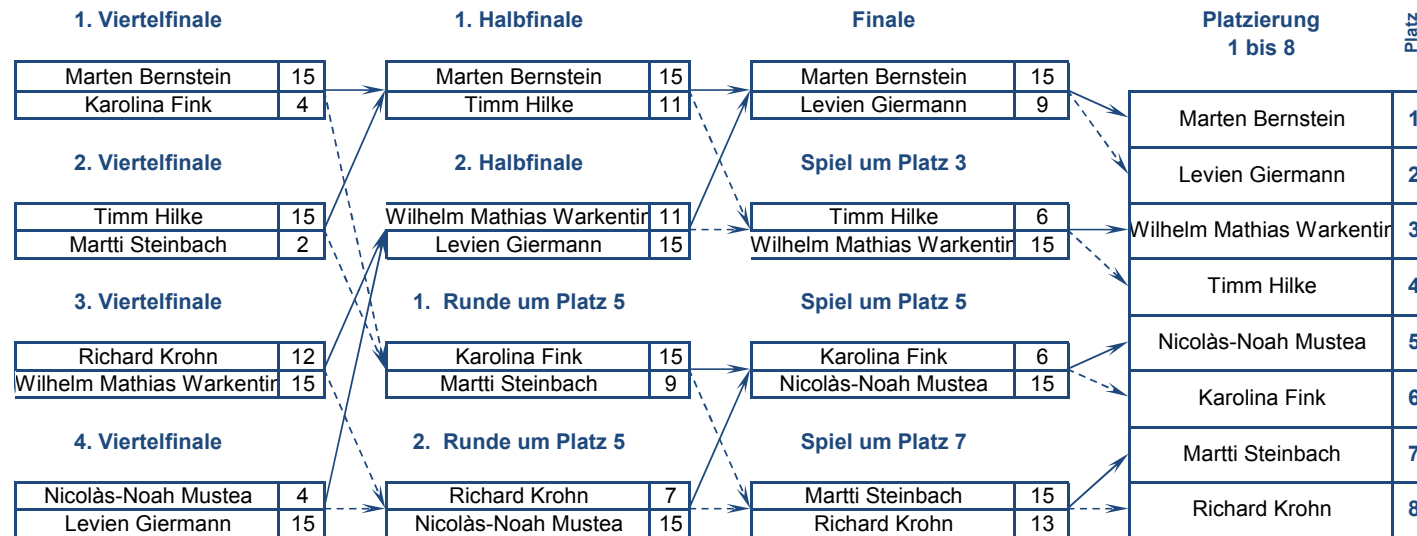 1. Viertelfinale 1. Halbfinale Finale Platzierung
1 bis 8 Platz
Marten Bernstein 15 Marten Bernstein 15 Marten Bernstein 15
Karolina Fink 4 Timm Hilke 11 Levien Giermann 9
Marten Bernstein 1
2. Viertelfinale 2. Halbfinale Spiel um Platz 3
Levien Giermann 2
Timm Hilke 15 Wilhelm Mathias Warkentin 11 Timm Hilke 6
Martti Steinbach 2 Levien Giermann 15 Wilhelm Mathias Warkentin 15
Wilhelm Mathias Warkentin 3
3. Viertelfinale 1. Runde um Platz 5 Spiel um Platz 5
Timm Hilke 4
Richard Krohn 12 Karolina Fink 15 Karolina Fink 6
Wilhelm Mathias Warkentin 15 Martti Steinbach 9 Nicolàs-Noah Mustea 15
Nicolàs-Noah Mustea 5
Karolina Fink 6
4. Viertelfinale 2. Runde um Platz 5 Spiel um Platz 7
Martti Steinbach 7
Nicolàs-Noah Mustea 4 Richard Krohn 7 Martti Steinbach 15
Levien Giermann 15 Nicolàs-Noah Mustea 15 Richard Krohn 13
Richard Krohn 8